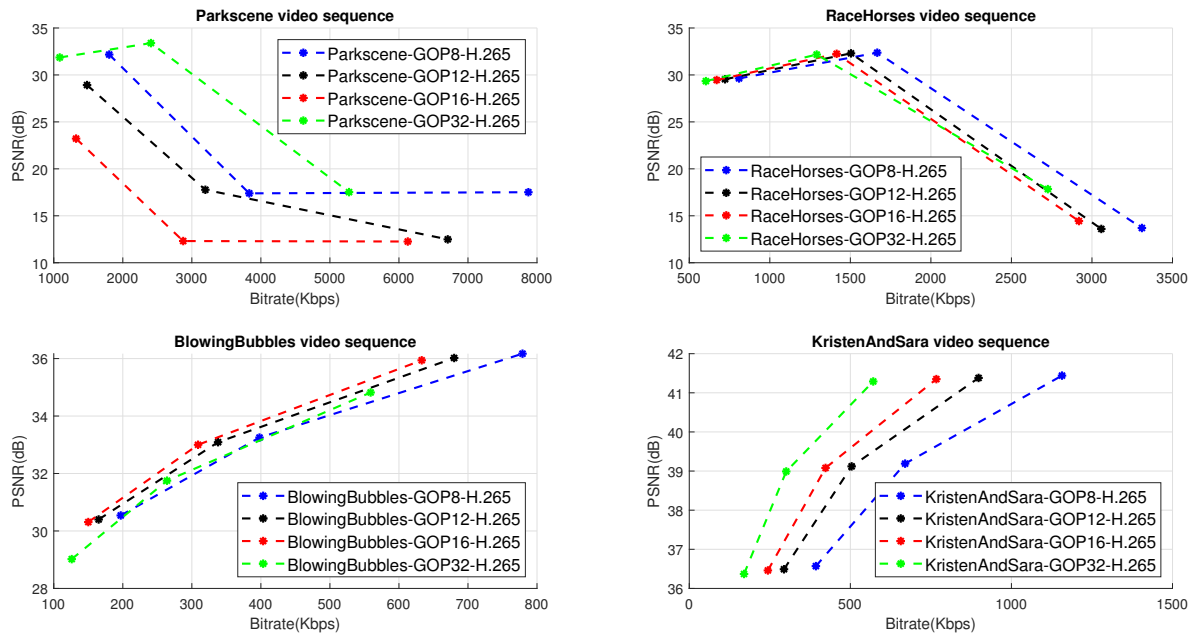 Parkscene video sequence
35
30
25
20
15
10
PSNR(dB)
1000 2000 3000 4000 5000 6000 7000 8000
Bitrate(Kbps)
Parkscene-GOP8-H.265
Parkscene-GOP12-H.265
Parkscene-GOP16-H.265
Parkscene-GOP32-H.265
RaceHorses video sequence
35
30
25
20
15
10
PSNR(dB)
500 1000 1500 2000 2500 3000 3500
Bitrate(Kbps)
RaceHorses-GOP8-H.265
RaceHorses-GOP12-H.265
RaceHorses-GOP16-H.265
RaceHorses-GOP32-H.265
BlowingBubbles video sequence
36
34
32
30
28
PSNR(dB)
100 200 300 400 500 600 700 800
Bitrate(Kbps)
BlowingBubbles-GOP8-H.265
BlowingBubbles-GOP12-H.265
BlowingBubbles-GOP16-H.265
BlowingBubbles-GOP32-H.265
KristenAndSara video sequence
42
41
40
39
38
37
36
PSNR(dB)
0 500 1000 1500
Bitrate(Kbps)
KristenAndSara-GOP8-H.265
KristenAndSara-GOP12-H.265
KristenAndSara-GOP16-H.265
KristenAndSara-GOP32-H.265